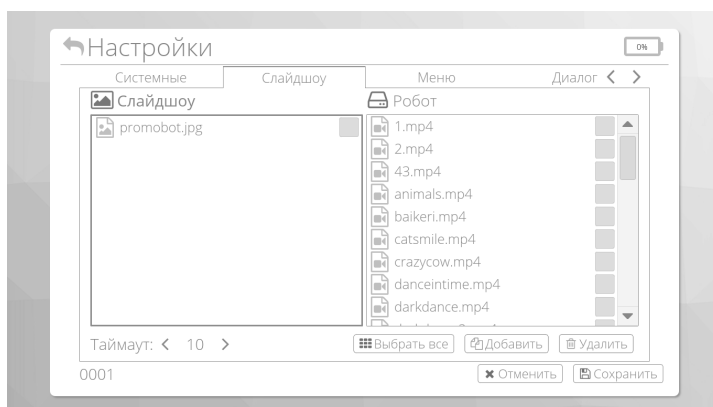 Настройки
0%
Системные Слайдшоу Меню Диалог
Слайдшоу
promobot.jpg
Робот
1.mp4
2.mp4
43.mp4
animals.mp4
baikeri.mp4
catsmile.mp4
crazycow.mp4
danceintime.mp4
darkdance.mp4
Таймаут: < 10 >
Выбрать все Добавить Удалить
0001 Отменить Сохранить